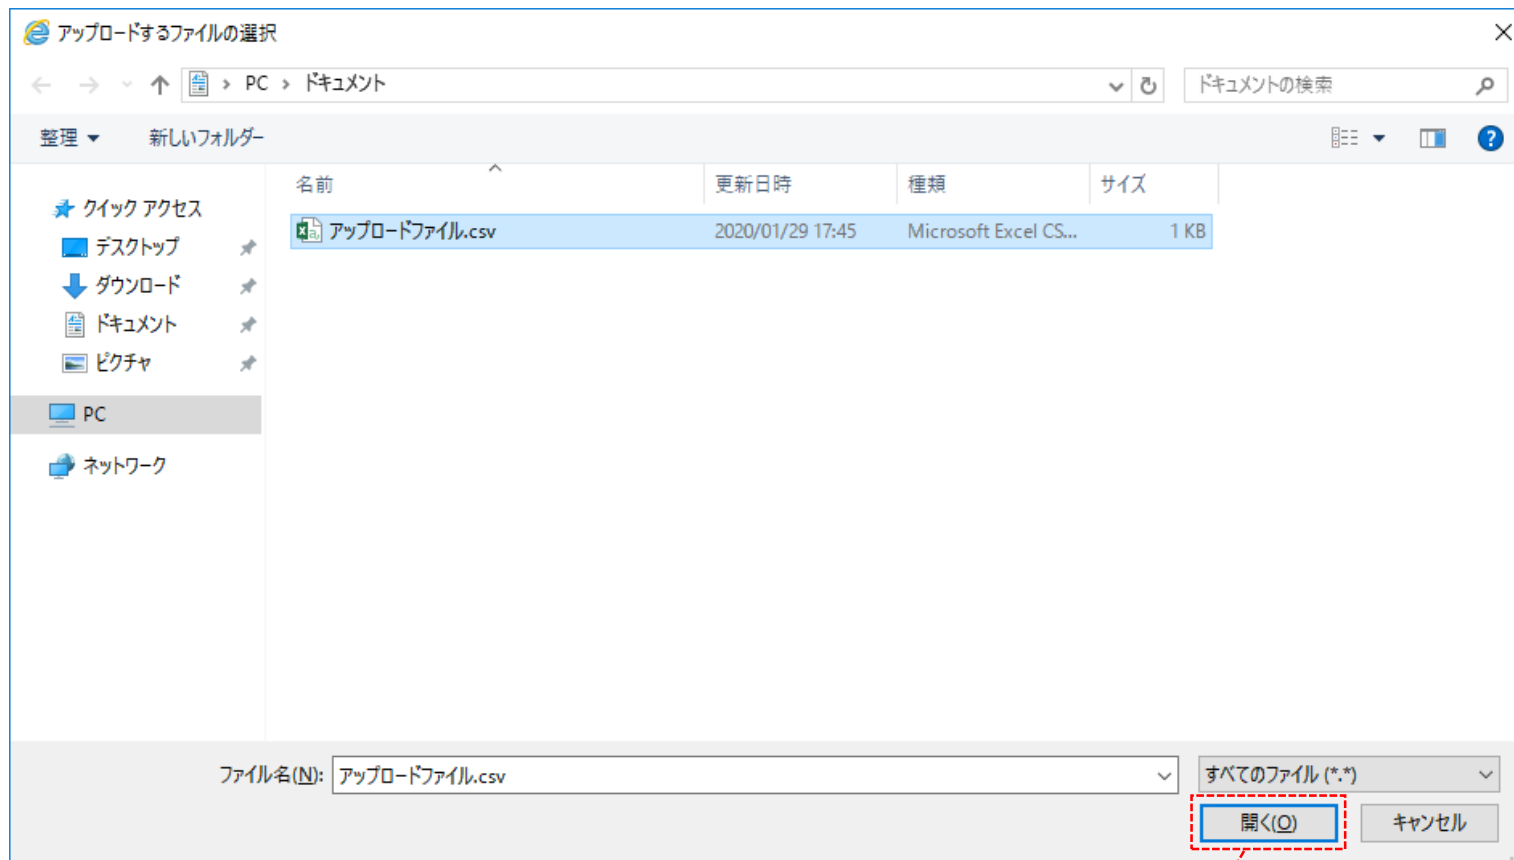 アップロードするファイルの選択
PC › ドキュメント
ドキュメントの検索
整理
新しいフォルダー
名前 更新日時 種類 サイズ
アップロードファイル.csv 2020/01/29 17:45 Microsoft Excel CS... 1 KB
クイック アクセス
デスクトップ
ダウンロード
ドキュメント
ピクチャ
PC
ネットワーク
ファイル名(N): アップロードファイル.csv すべてのファイル (*.*)
開く(O) キャンセル